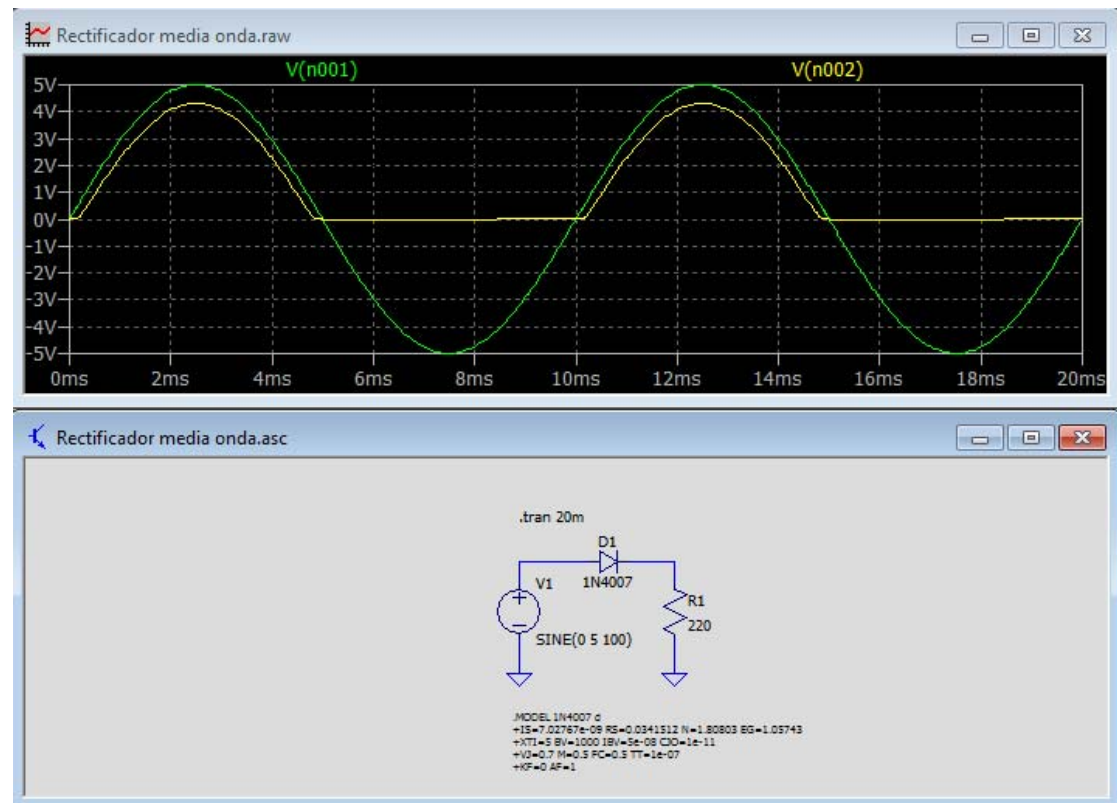 Rectificador media onda.raw
V(n001) V(n002)
5V
4V
3V
2V
1V
0V
-1V
-2V
-3V
-4V
-5V
0ms 2ms 4ms 6ms 8ms 10ms 12ms 14ms 16ms 18ms 20ms
Rectificador media onda.asc
.tran 20m
D1
1N4007
V1
SINE(0 5 100)
R1
220
.MODEL 1N4007 d
+IS=7.02767e-09 RS=0.0341512 N=1.80803 EG=1.05743
+XTI=5 BV=1000 IBV=5e-08 CJO=1e-11
+VJ=0.7 M=0.5 FC=0.5 TT=1e-07
+KF=0 AF=1